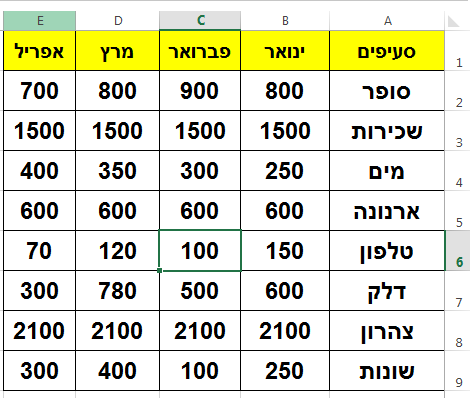 A B C D E
1 סעיפים ינואר פברואר מרץ אפריל
2 סופר 800 900 800 700
3 שכירות 1500 1500 1500 1500
4 מים 250 300 350 400
5 ארנונה 600 600 600 600
6 טלפון 150 100 120 70
7 דלק 600 500 780 300
8 צהרון 2100 2100 2100 2100
9 שונות 250 100 400 300